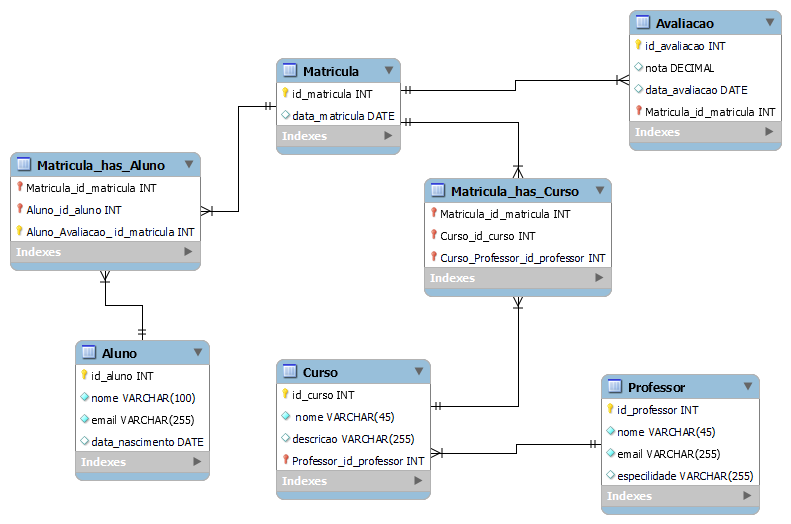 Avaliacao
id_avaliacao INT
nota DECIMAL
data_avaliacao DATE
Matricula_id_matricula INT
Indexes
Matricula
id_matricula INT
data_matricula DATE
Indexes
Matricula_has_Aluno
Matricula_id_matricula INT
Aluno_id_aluno INT
Aluno_Avaliacao_ id_matricula INT
Indexes
Matricula_has_Curso
Matricula_id_matricula INT
Curso_id_curso INT
Curso_Professor_id_professor INT
Indexes
Aluno
id_aluno INT
nome VARCHAR(100)
email VARCHAR(255)
data_nascimento DATE
Indexes
Curso
id_curso INT
nome VARCHAR(45)
descricao VARCHAR(255)
Professor_id_professor INT
Indexes
Professor
id_professor INT
nome VARCHAR(45)
email VARCHAR(255)
especilidade VARCHAR(255)
Indexes